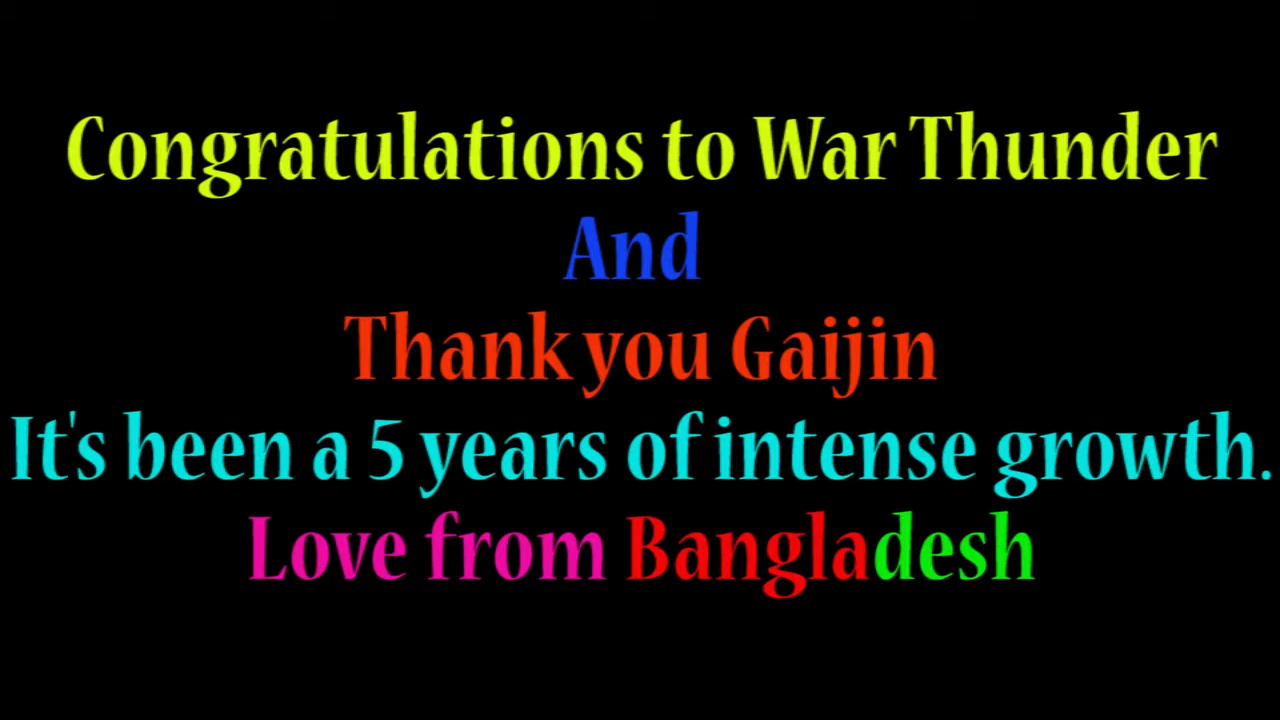 Congratulations to War Thunder
And
Thank you Gaijin
It's been a 5 years of intense growth.
Love from Bangladesh